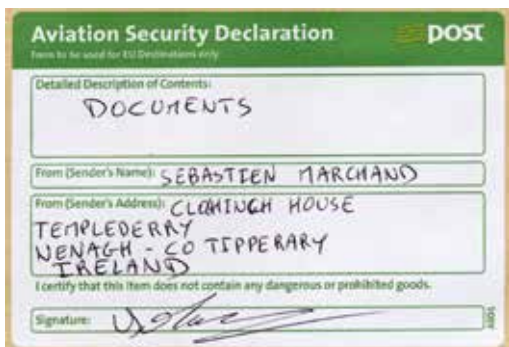 Aviation Security Declaration
post
Form to be used for EU Destinations only
Detailed Description of Contents:
DOCUMENTS
From (Sender's Name): SEBASTIEN MARCHAND
From (Sender's Address): HOUSE
TEMPLEDERRY
NENAGH - CO TIPPERARY
IRELAND
I certify that this item does not contain any dangerous or prohibited goods.
Signature: